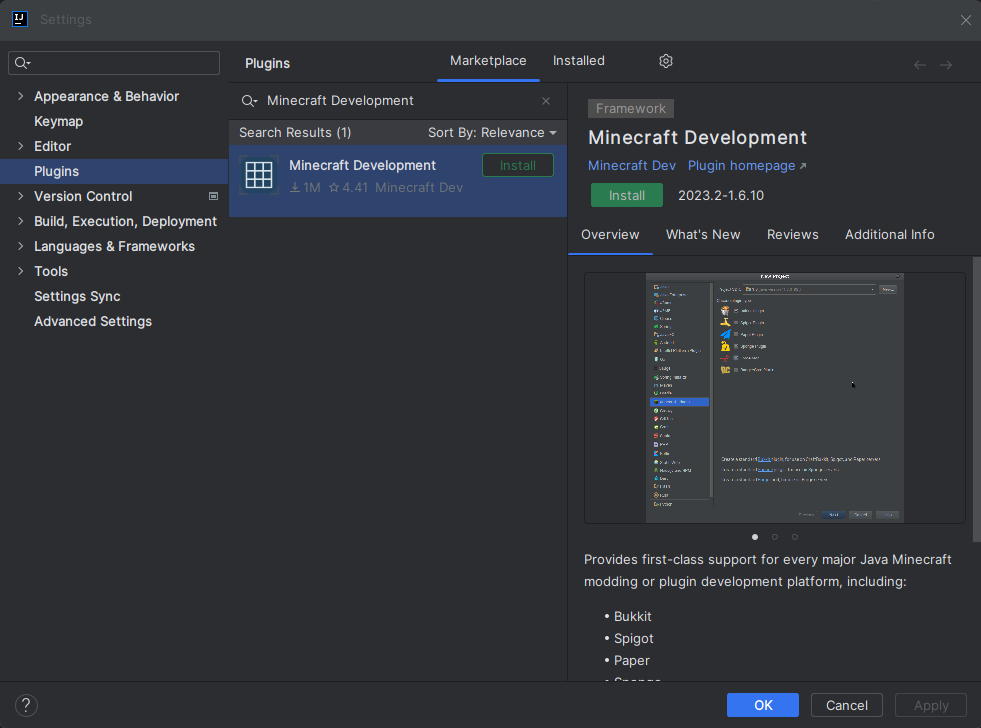 Settings
Plugins
Marketplace
Installed
Appearance & Behavior
Keymap
Editor
Plugins
Version Control
Build, Execution, Deployment
Languages & Frameworks
Tools
Settings Sync
Advanced Settings
Minecraft Development
Search Results (1)
Sort By: Relevance
Minecraft Development
Install
1M
4.41
Minecraft Dev
Framework
Minecraft Development
Minecraft Dev
Plugin homepage
Install
2023.2-1.6.10
Overview
What's New
Reviews
Additional Info
Provides first-class support for every major Java Minecraft
modding or plugin development platform, including:
• Bukkit
• Spigot
• Paper
?
OK
Cancel
Apply